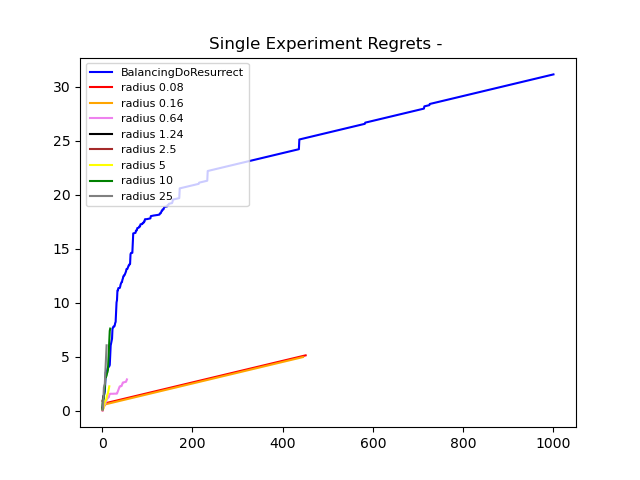 Single Experiment Regrets -
BalancingDoResurrect
radius 0.08
radius 0.16
radius 0.64
radius 1.24
radius 2.5
radius 5
radius 10
radius 25
30
25
20
15
10
5
0
0 200 400 600 800 1000